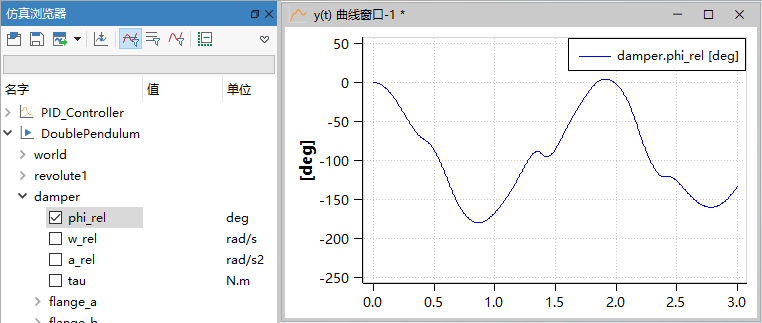 仿真浏览器
名字 值 单位
PID_Controller
DoublePendulum
world
revolute1
damper
phi_rel deg
w_rel rad/s
a_rel rad/s2
tau N.m
flange_a
flange_b
y(t) 曲线窗口-1 *
damper.phi_rel [deg]
[deg]
50
0
-50
-100
-150
-200
-250
0.0 0.5 1.0 1.5 2.0 2.5 3.0